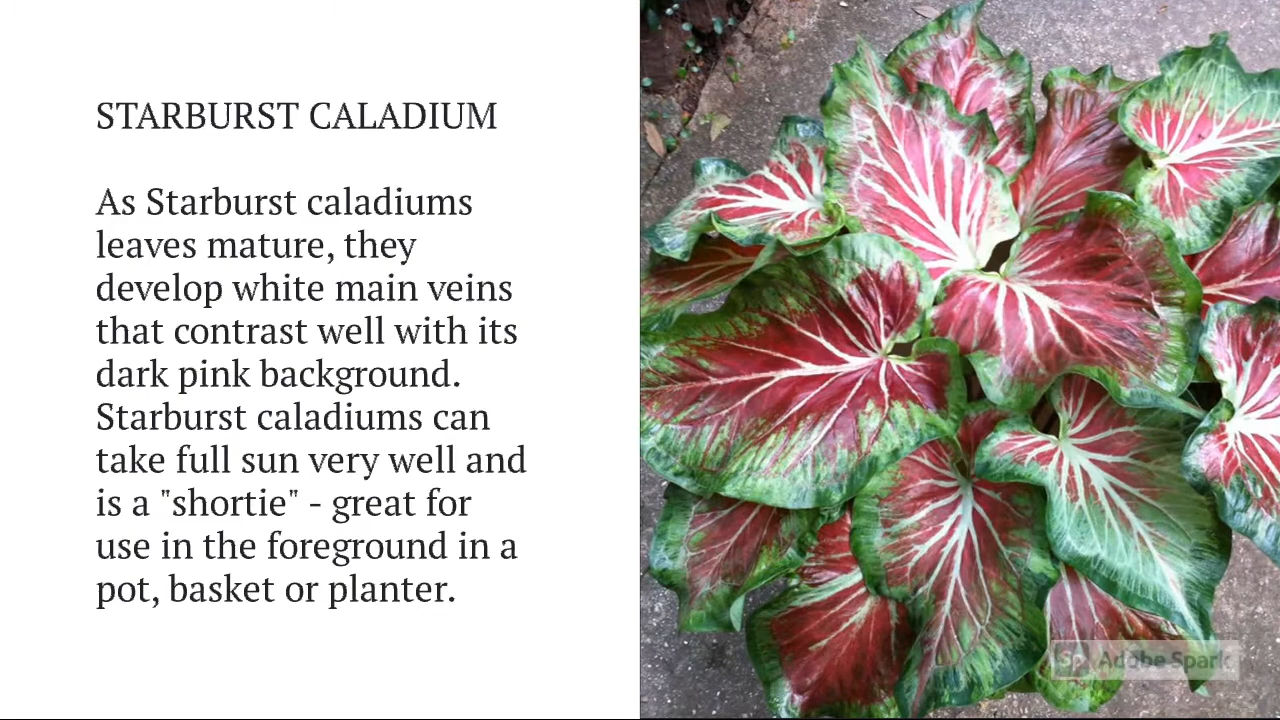 STARBURST CALADIUM
As Starburst caladiums
leaves mature, they
develop white main veins
that contrast well with its
dark pink background.
Starburst caladiums can
take full sun very well and
is a "shortie" - great for
use in the foreground in a
pot, basket or planter.
Sp Adobe Spark